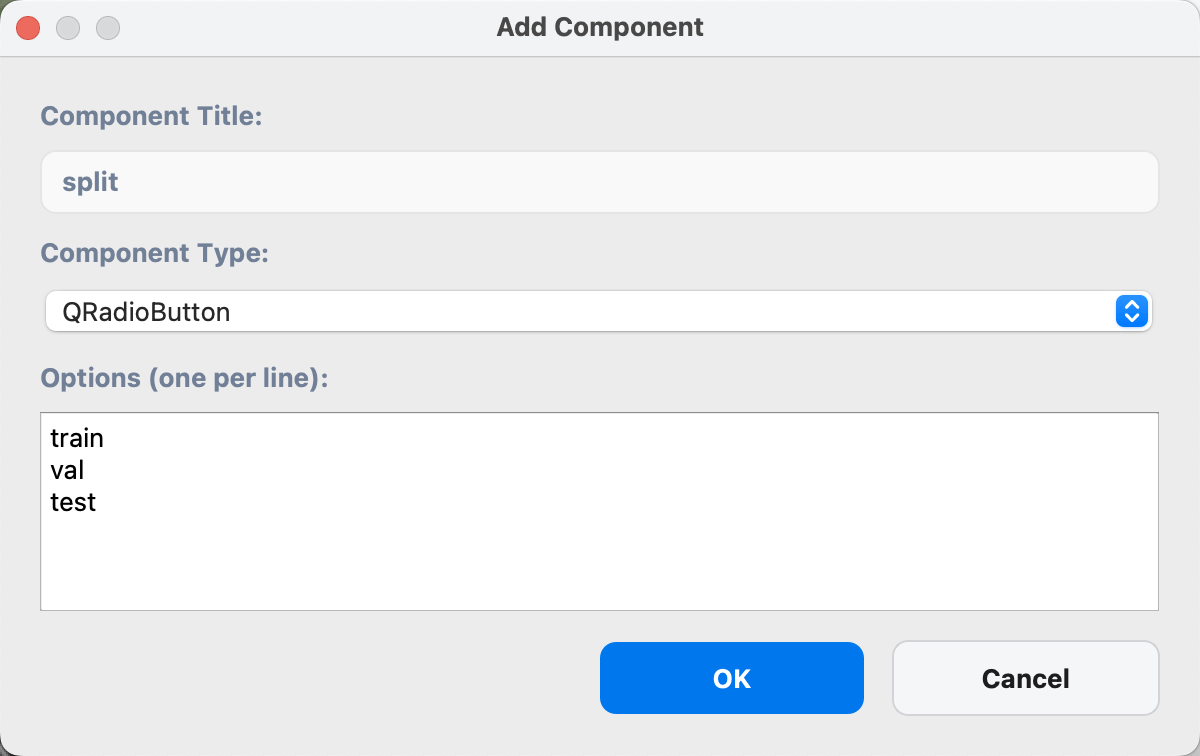 Add Component
Component Title:
split
Component Type:
QRadioButton
Options (one per line):
train
val
test
OK
Cancel